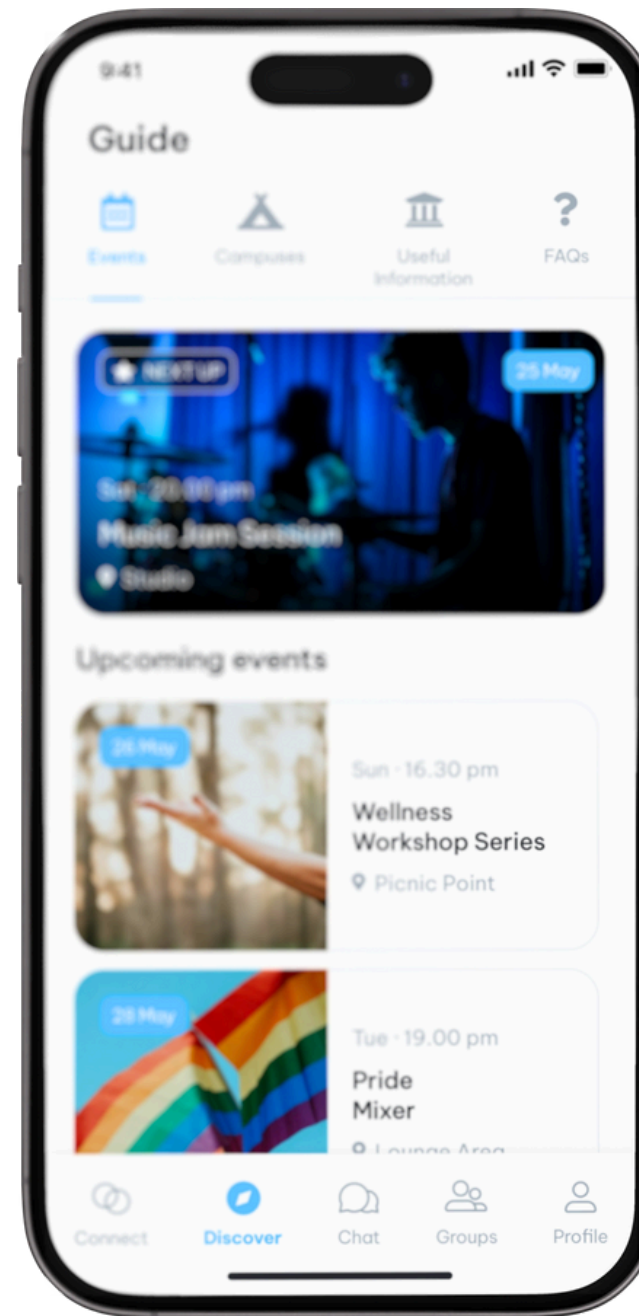 9:41
Guide
Events
Campuses
Useful
Information
FAQs
NEXT UP
25 May
Sat · 20.00 pm
Music Jam Session
Studio
Upcoming events
26 May
Sun · 16.30 pm
Wellness
Workshop Series
Picnic Point
28 May
Tue · 19.00 pm
Pride
Mixer
Lounge Area
Connect
Discover
Chat
Groups
Profile